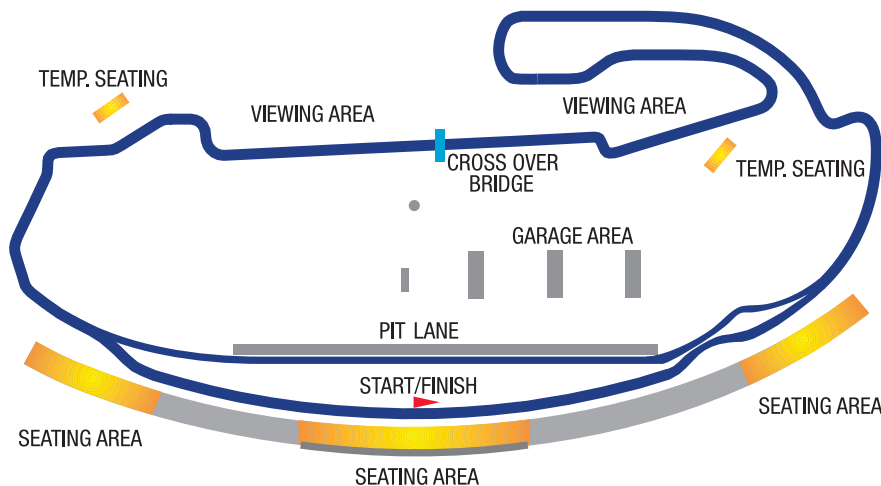 TEMP. SEATING
VIEWING AREA
VIEWING AREA
CROSS OVER
BRIDGE
TEMP. SEATING
GARAGE AREA
PIT LANE
START/FINISH
SEATING AREA
SEATING AREA
SEATING AREA